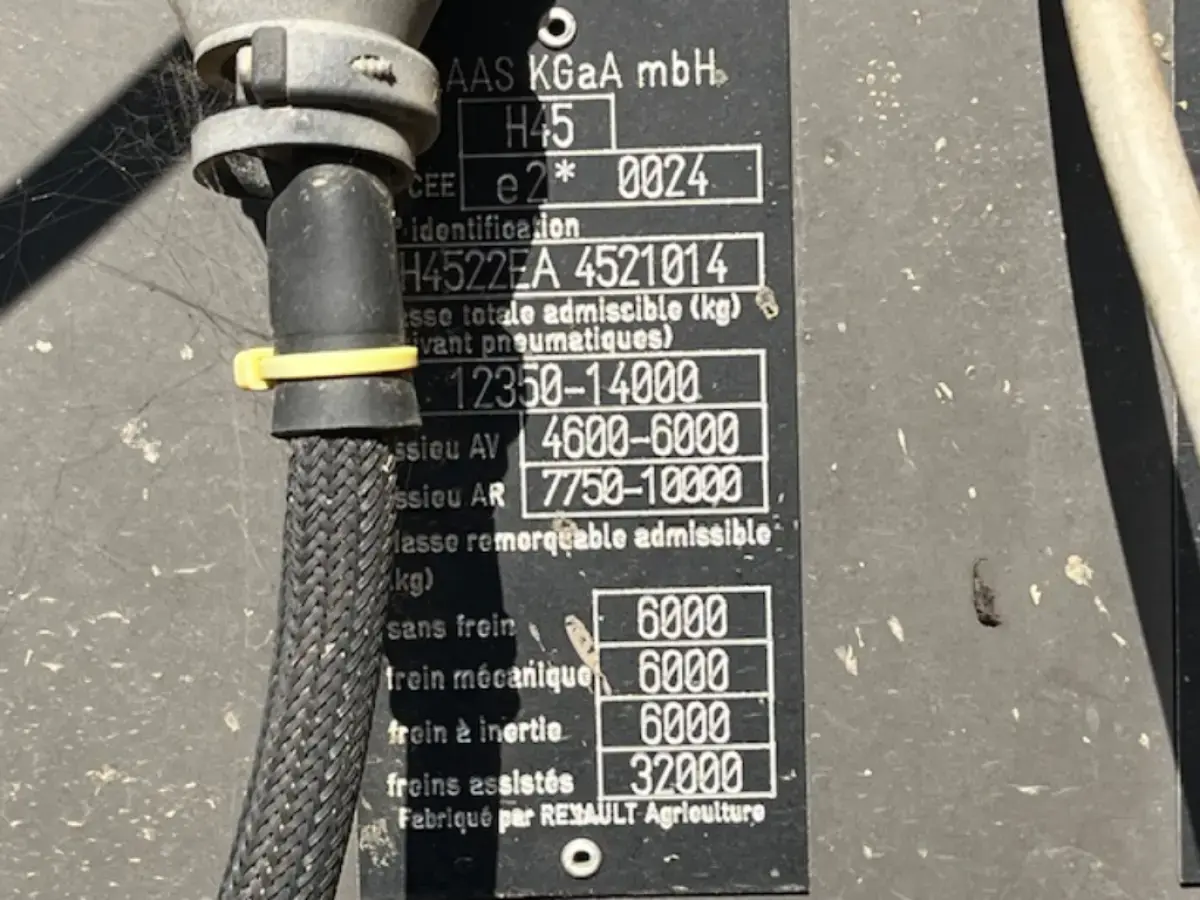 AAS KGaA mbH
H45
CEE e2* 0024
identification
H4522EA 4521014
asse totale admiscible (kg)
ivant pneumatiques)
12350-14000
ssieu AV 4600-6000
ssieu AR 7750-10000
lasse remorquable admissible
kg)
sans frein 6000
frein mécanique 6000
frein à inertie 6000
freins assistés 32000
Fabriqué par RENAULT Agriculture